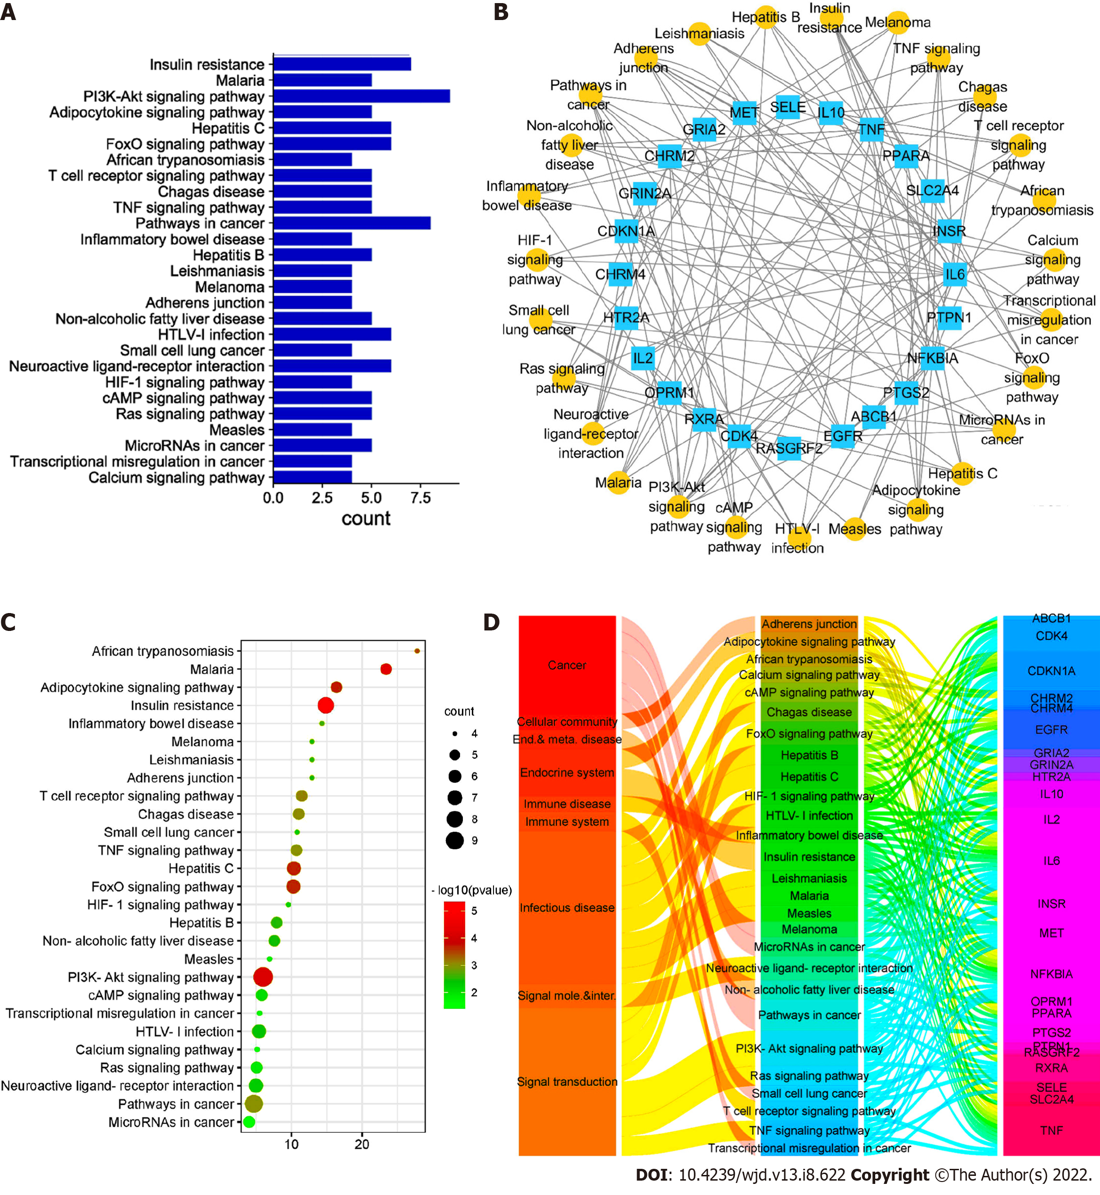 A
Insulin resistance
Malaria
PI3K-Akt signaling pathway
Adipocytokine signaling pathway
Hepatitis C
FoxO signaling pathway
African trypanosomiasis
T cell receptor signaling pathway
Chagas disease
TNF signaling pathway
Pathways in cancer
Inflammatory bowel disease
Hepatitis B
Leishmaniasis
Melanoma
Adherens junction
Non-alcoholic fatty liver disease
HTLV-I infection
Small cell lung cancer
Neuroactive ligand-receptor interaction
HIF-1 signaling pathway
cAMP signaling pathway
Ras signaling pathway
Measles
MicroRNAs in cancer
Transcriptional misregulation in cancer
Calcium signaling pathway
0.0 2.5 5.0 7.5
count
B
Insulin
resistance
Hepatitis B
Melanoma
Leishmaniasis
TNF signaling
pathway
Adherens
junction
Chagas
disease
Pathways in
cancer
T cell receptor
signaling
pathway
Non-alcoholic
fatty liver
disease
African
trypanosomiasis
Inflammatory
bowel disease
Calcium
signaling
pathway
HIF-1
signaling
pathway
Transcriptional
misregulation
in cancer
Small cell
lung cancer
FoxO
signaling
pathway
Ras signaling
pathway
MicroRNAs in
cancer
Neuroactive
ligand-receptor
interaction
Hepatitis C
Malaria
Adipocytokine
signaling
pathway
PI3K-Akt
signaling
pathway
cAMP
signaling
pathway
HTLV-I
infection
Measles
MET
SELE
IL10
TNF
PPARA
SLC2A4
INSR
IL6
PTPN1
NFKBIA
PTGS2
ABCB1
EGFR
RASGRF2
CDK4
RXRA
OPRM1
IL2
HTR2A
CHRM4
CDKN1A
GRIN2A
CHRM2
GRIA2
C
African trypanosomiasis
Malaria
Adipocytokine signaling pathway
Insulin resistance
Inflammatory bowel disease
Melanoma
Leishmaniasis
Adherens junction
T cell receptor signaling pathway
Chagas disease
Small cell lung cancer
TNF signaling pathway
Hepatitis C
FoxO signaling pathway
HIF- 1 signaling pathway
Hepatitis B
Non- alcoholic fatty liver disease
Measles
PI3K- Akt signaling pathway
cAMP signaling pathway
Transcriptional misregulation in cancer
HTLV- I infection
Calcium signaling pathway
Ras signaling pathway
Neuroactive ligand- receptor interaction
Pathways in cancer
MicroRNAs in cancer
10 20
count
4
5
6
7
8
9
- log10(pvalue)
5
4
3
2
D
Cancer
Cellular community
End.& meta. disease
Endocrine system
Immune disease
Immune system
Infectious disease
Signal mole.&inter.
Signal transduction
Adherens junction
Adipocytokine signaling pathway
African trypanosomiasis
Calcium signaling pathway
cAMP signaling pathway
Chagas disease
FoxO signaling pathway
Hepatitis B
Hepatitis C
HIF- 1 signaling pathway
HTLV- I infection
Inflammatory bowel disease
Insulin resistance
Leishmaniasis
Malaria
Measles
Melanoma
MicroRNAs in cancer
Neuroactive ligand- receptor interaction
Non- alcoholic fatty liver disease
Pathways in cancer
PI3K- Akt signaling pathway
Ras signaling pathway
Small cell lung cancer
T cell receptor signaling pathway
TNF signaling pathway
Transcriptional misregulation in cancer
ABCB1
CDK4
CDKN1A
CHRM2
CHRM4
EGFR
GRIA2
GRIN2A
HTR2A
IL10
IL2
IL6
INSR
MET
NFKBIA
OPRM1
PPARA
PTGS2
PTPN1
RASGRF2
RXRA
SELE
SLC2A4
TNF
DOI: 10.4239/wjd.v13.i8.622 Copyright ©The Author(s) 2022.